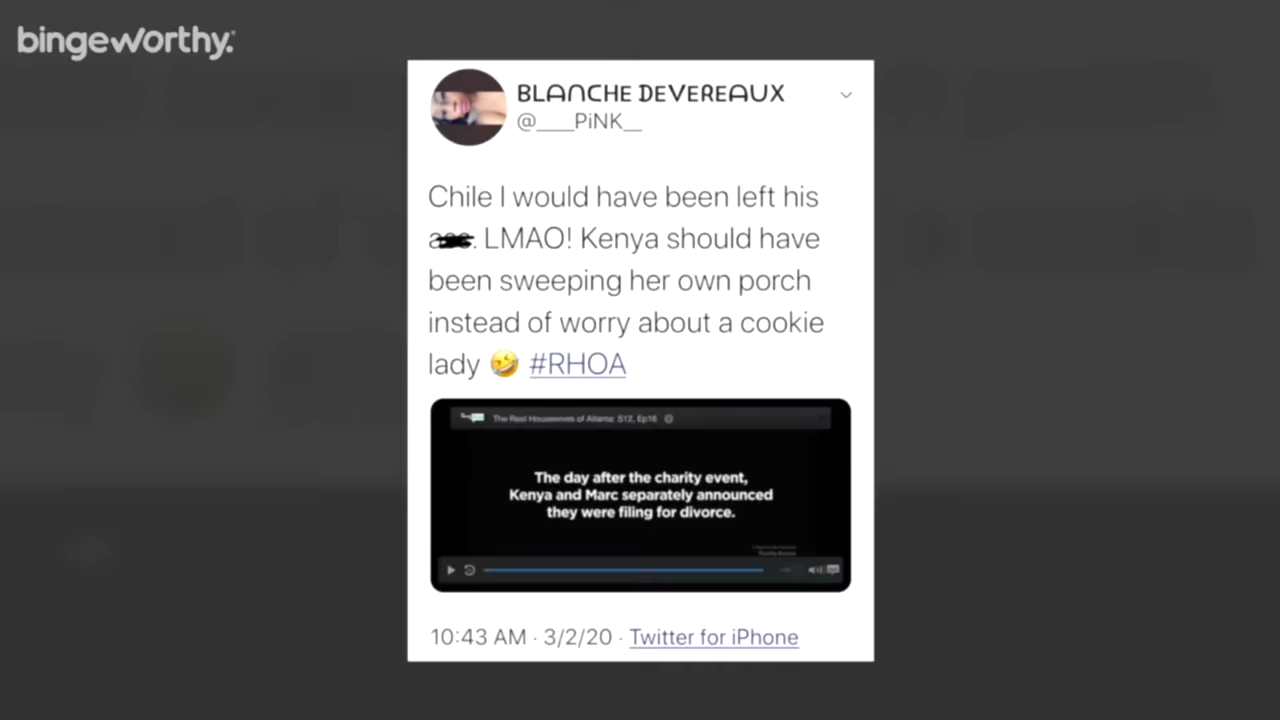 bingeworthy.
BLANCHE DEVEREAUX
@____PiNK__
Chile I would have been left his
. LMAO! Kenya should have
been sweeping her own porch
instead of worry about a cookie
lady 🤣 #RHOA
The Real Housewives of Atlanta: S12, Ep16
The day after the charity event,
Kenya and Marc separately announced
they were filing for divorce.
10:43 AM · 3/2/20 · Twitter for iPhone